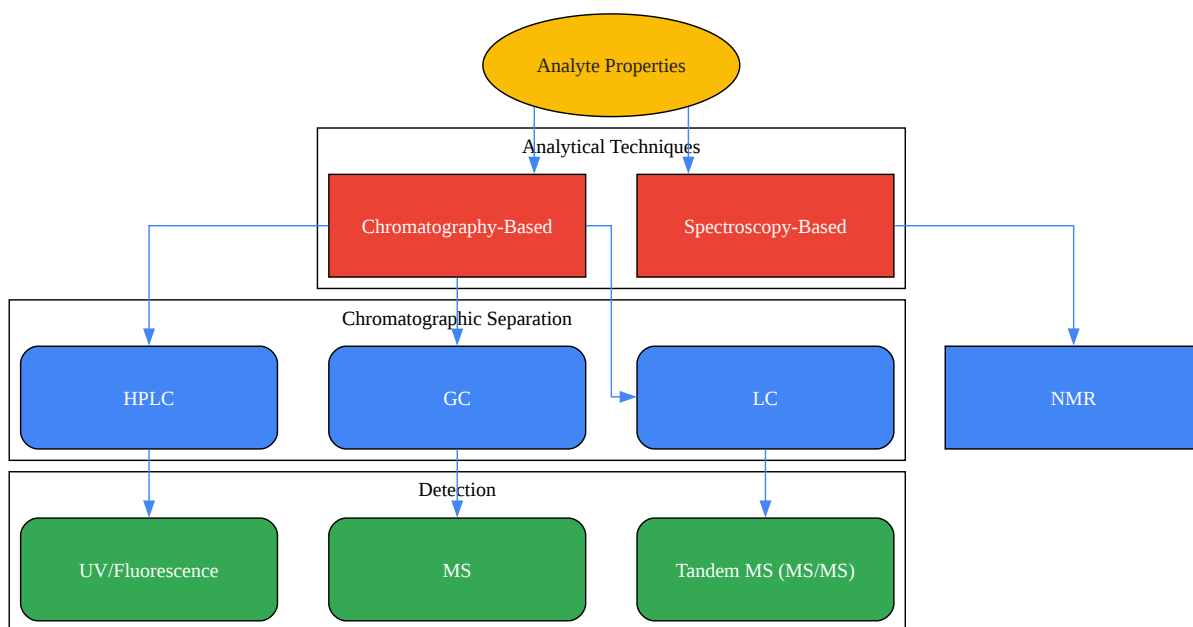 Analyte Properties
Analytical Techniques
Chromatography-Based
Spectroscopy-Based
Chromatographic Separation
HPLC
GC
LC
NMR
Detection
UV/Fluorescence
MS
Tandem MS (MS/MS)